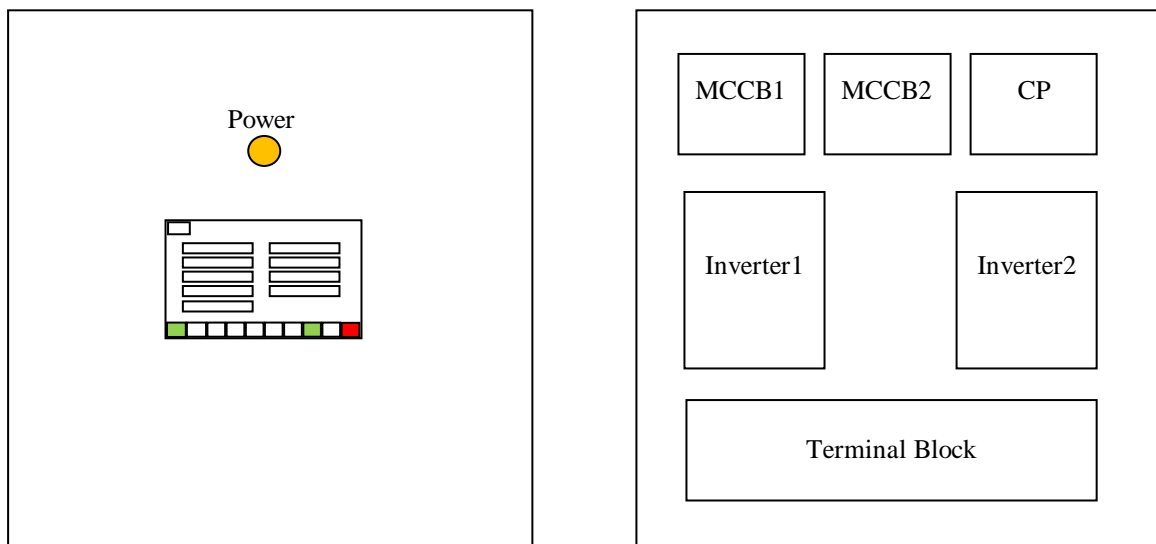 Power
MCCB1
MCCB2
CP
Inverter1
Inverter2
Terminal Block